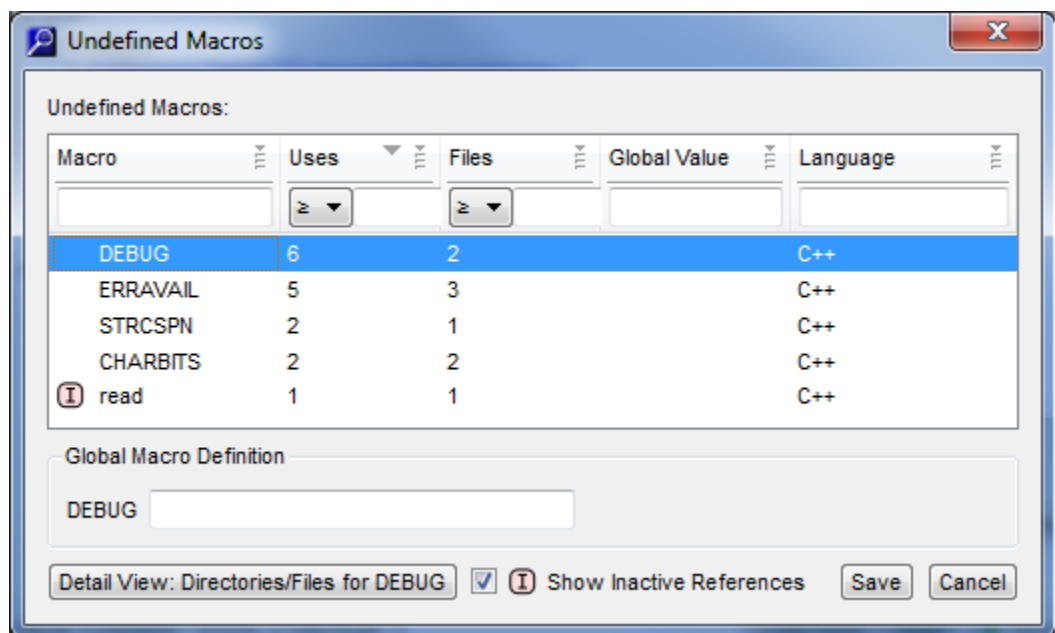 Undefined Macros
Undefined Macros:
Macro Uses Files Global Value Language
≥ ≥
DEBUG 6 2 C++
ERRAVAIL 5 3 C++
STRCSPN 2 1 C++
CHARBITS 2 2 C++
I read 1 1 C++
Global Macro Definition
DEBUG
Detail View: Directories/Files for DEBUG I Show Inactive References Save Cancel